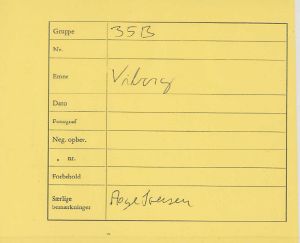 Gruppe 35B
Nr.
Emne Viborg
Dato
Fotograf
Neg. opbev.
„ nr.
Forbehold
Særlige
bemærkninger Aage Iversen